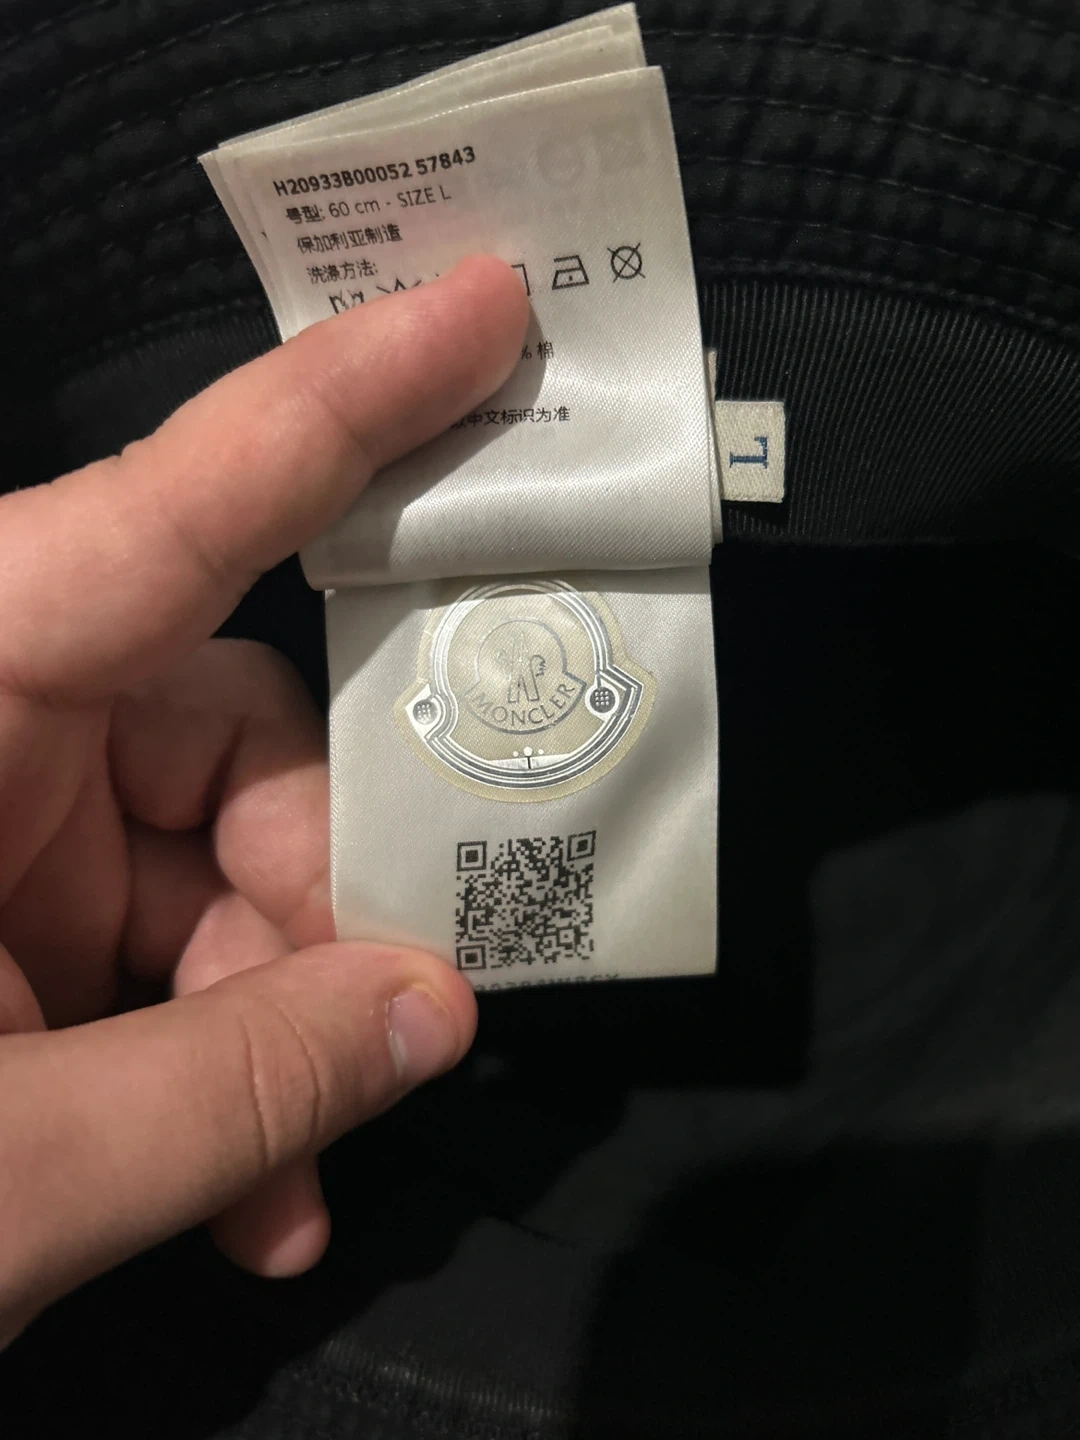 H20933B00052 57843
号型: 60 cm - SIZE L
保加利亚制造
洗涤方法:
% 棉
中文标识为准
L
MONCLER